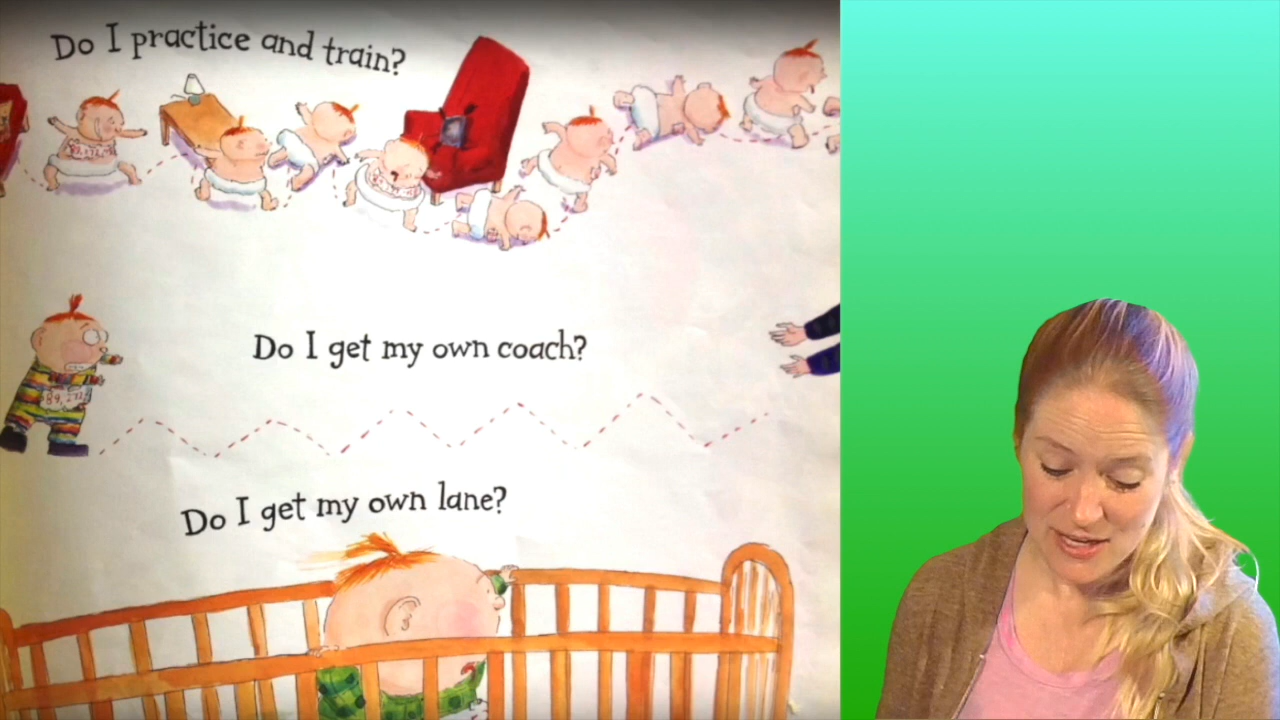 Do I practice and train?
Do I get my own coach?
Do I get my own lane?